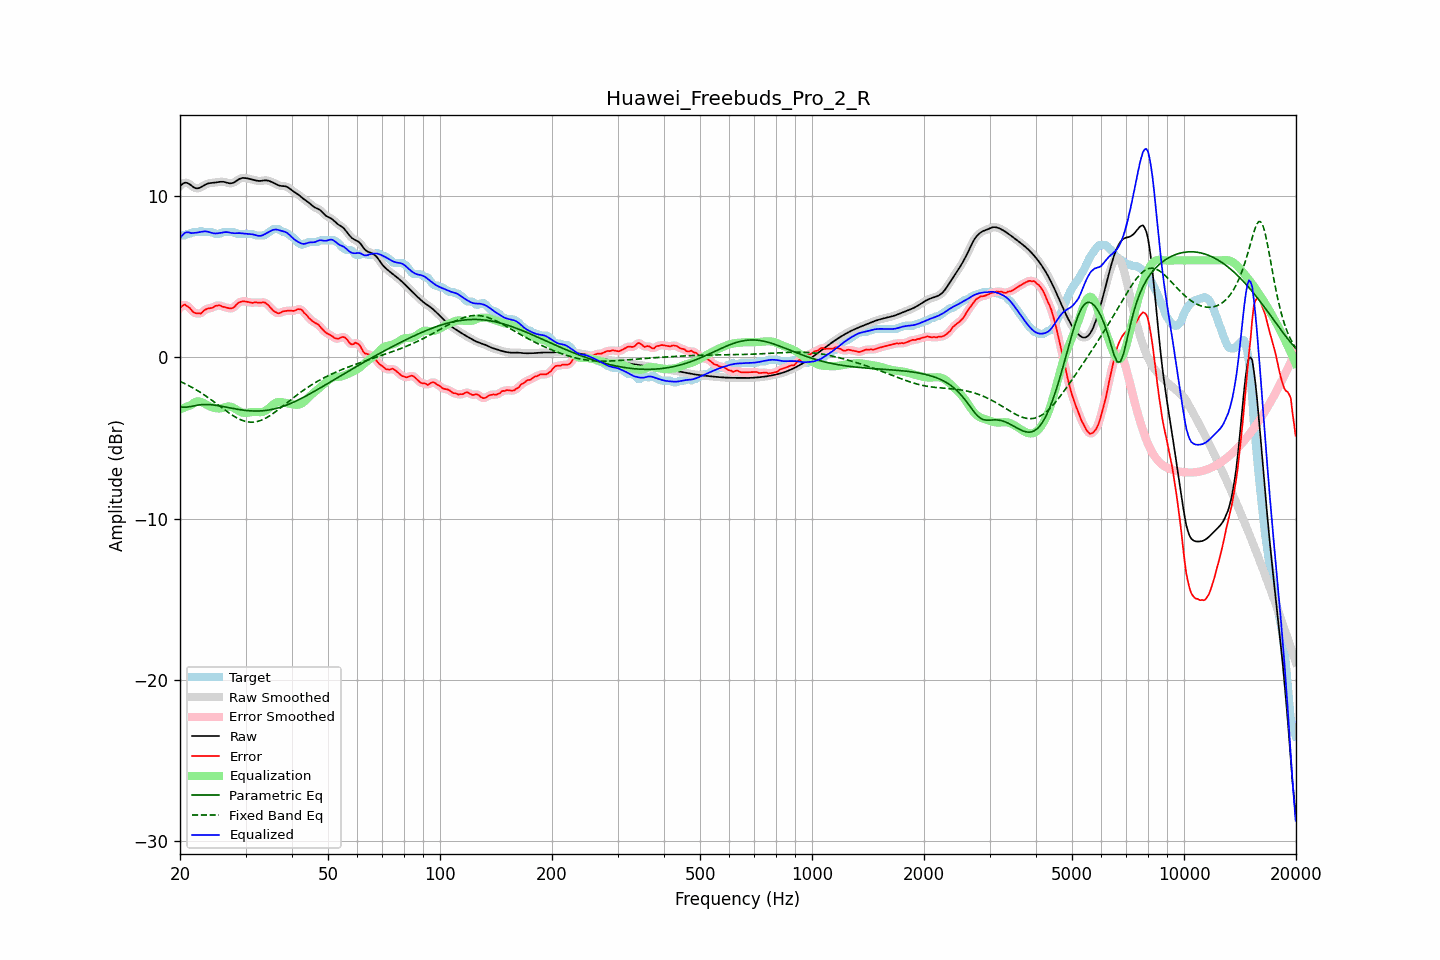 Huawei_Freebuds_Pro_2_R
Amplitude (dBr)
10
0
−10
−20
−30
Target
Raw Smoothed
Error Smoothed
Raw
Error
Equalization
Parametric Eq
Fixed Band Eq
Equalized
20
50
100
200
500
1000
2000
5000
10000
20000
Frequency (Hz)